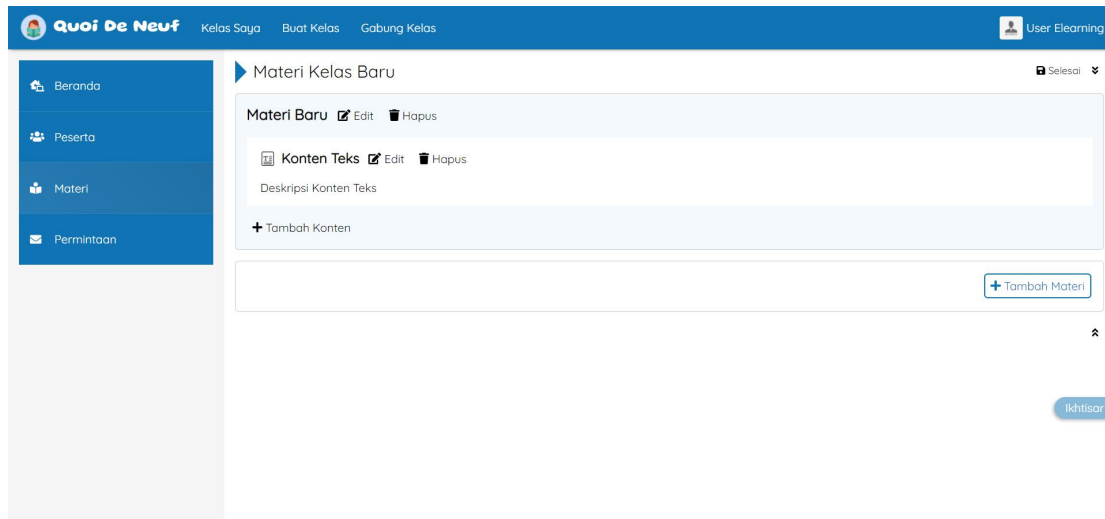 Quoi De Neuf Kelas Saya Buat Kelas Gabung Kelas User Elearning
Beranda
Peserta
Materi
Permintaan
Materi Kelas Baru Selesai
Materi Baru Edit Hapus
Konten Teks Edit Hapus
Deskripsi Konten Teks
+ Tambah Konten
+ Tambah Materi
Ikhtisar